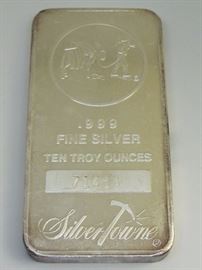 .999
FINE SILVER
TEN TROY OUNCES
SilverTowne